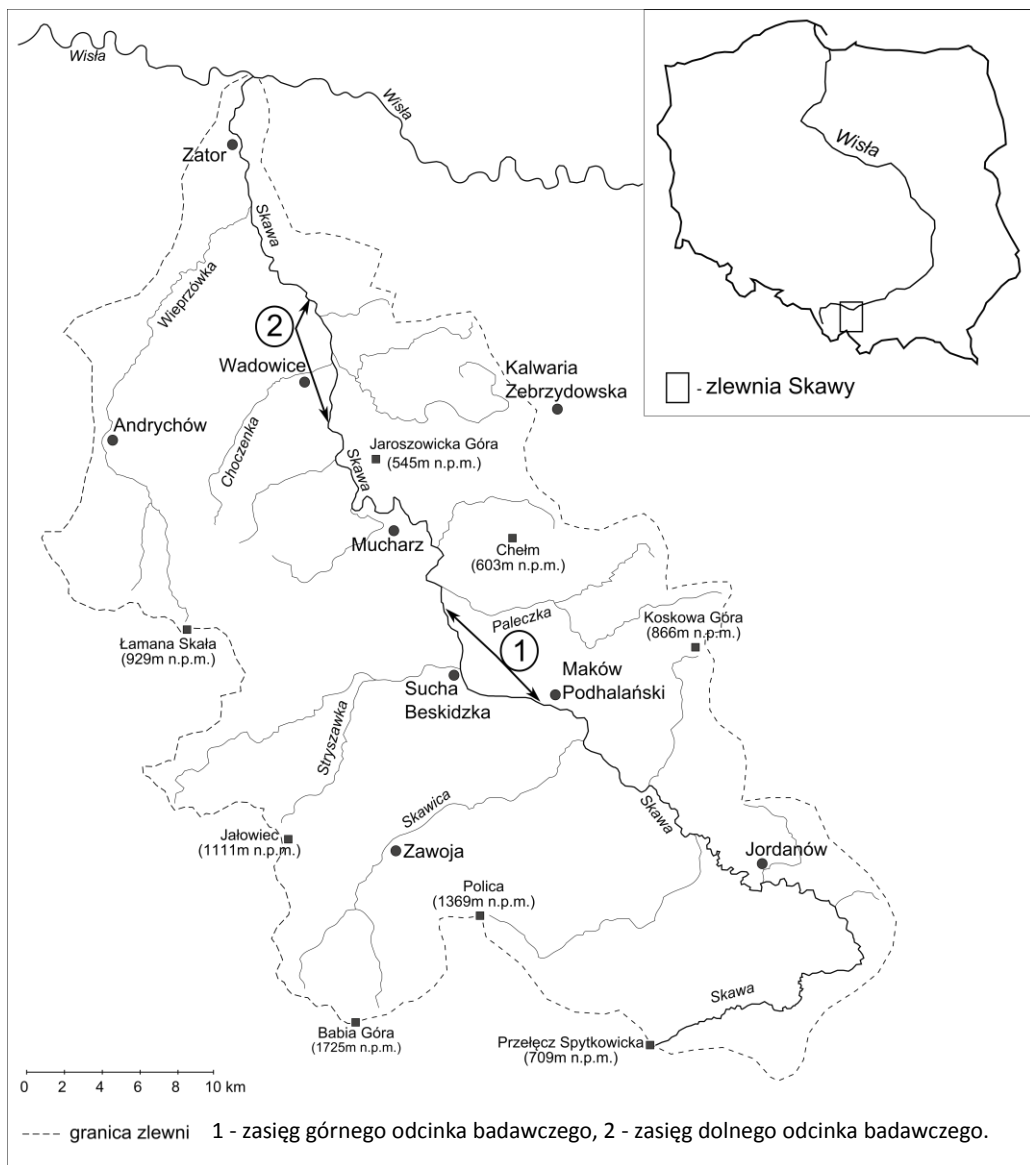 Wisła
Wisła
Zator
Skawa
Wieprzówka
2
Wadowice
Andrychów
Choczenka
Kalwaria
Zebrzydowska
Jaroszowicka Góra
(545m n.p.m.)
Skawa
Mucharz
Chełm
(603m n.p.m.)
Paleczka
Koskowa Góra
(866m n.p.m.)
Łamana Skała
(929m n.p.m.)
1
Sucha
Beskidzka
Maków
Podhalański
Stryszawka
Skawica
Skawa
Jałowiec
(1111m n.p.m.)
Zawoja
Jordanów
Polica
(1369m n.p.m.)
Skawa
Babia Góra
(1725m n.p.m.)
Przełęcz Spytkowicka
(709m n.p.m.)
0 2 4 6 8 10 km
granica zlewni 1 - zasięg górnego odcinka badawczego, 2 - zasięg dolnego odcinka badawczego.
Wisła
- zlewnia Skawy